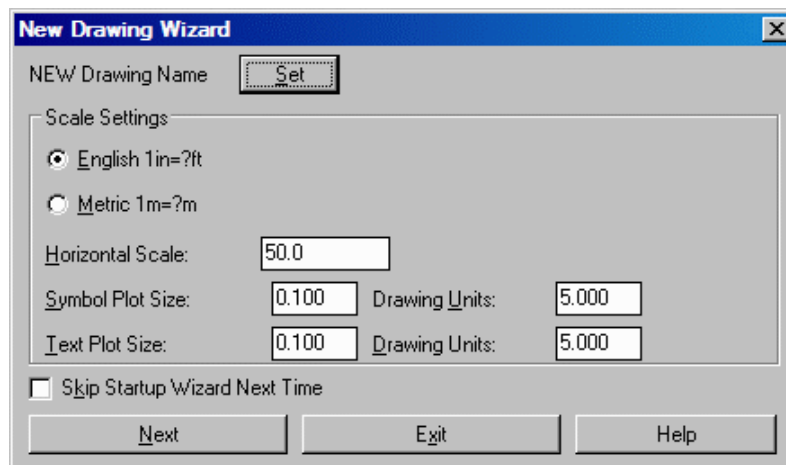 New Drawing Wizard
NEW Drawing Name Set
Scale Settings
English 1in=?ft
Metric 1m=?m
Horizontal Scale: 50.0
Symbol Plot Size: 0.100 Drawing Units: 5.000
Text Plot Size: 0.100 Drawing Units: 5.000
Skip Startup Wizard Next Time
Next Exit Help